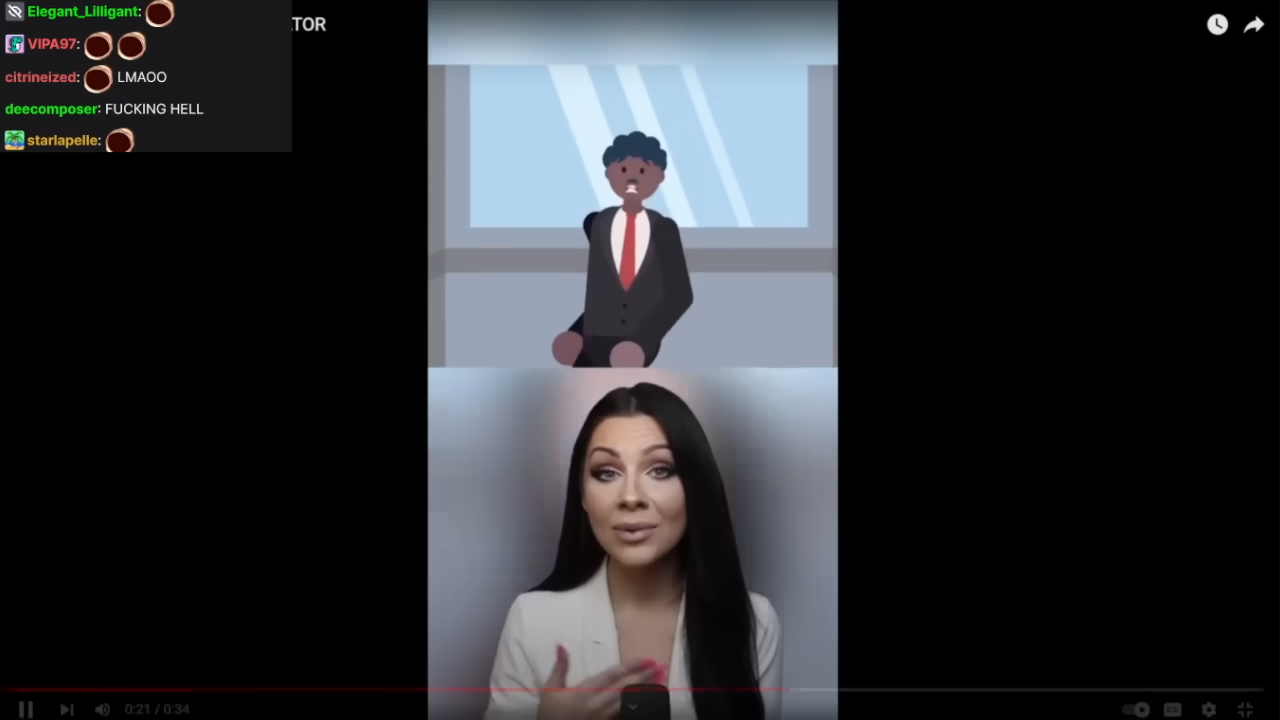 Elegant_Lilligant:
TOR
VIPA97:
citrineized: LMAOO
deecomposer: FUCKING HELL
starlapelle:
0:21 / 0:34